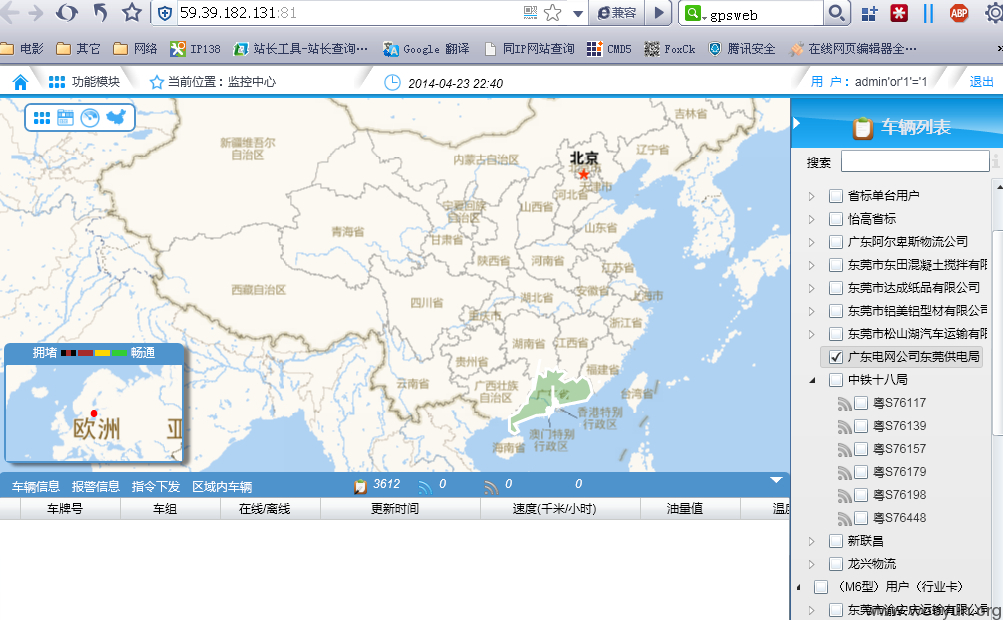 59.39.182.131:81
兼容
gpsweb
ABP
电影 其它 网络 IP138 站长工具-站长查询… Google 翻译 同IP网站查询 CMD5 FoxCk 腾讯安全 在线网页编辑器全…
功能模块 当前位置：监控中心 2014-04-23 22:40 用 户：admin'or'1'='1 退出
车辆列表
搜索
吉林省
新疆维吾尔
自治区
内蒙古自治区
辽宁省
北京
天津市
河北省
宁夏回族
自治区
山西省
山东省
青海省
甘肃省
陕西省
河南省
江苏省
西藏自治区
四川省
湖北省
安徽省
上海市
重庆市
浙江省
湖南省
江西省
贵州省
福建省
云南省
广西壮族
自治区
台湾省
香港特别
行政区
澳门特别
行政区
海南省
拥堵 畅通
欧洲
亚
省标单台用户
怡高省标
广东阿尔卑斯物流公司
东莞市东田混凝土搅拌有限
东莞市达成纸品有限公司
东莞市铝美铝型材有限公司
东莞市松山湖汽车运输有限
广东电网公司东莞供电局
中铁十八局
粤S76117
粤S76139
粤S76157
粤S76179
粤S76198
粤S76448
新联昌
龙兴物流
（M6型）用户（行业卡）
车辆信息 报警信息 指令下发 区域内车辆 3612 0 0 0
车牌号 车组 在线/离线 更新时间 速度(千米/小时) 油量值 温度